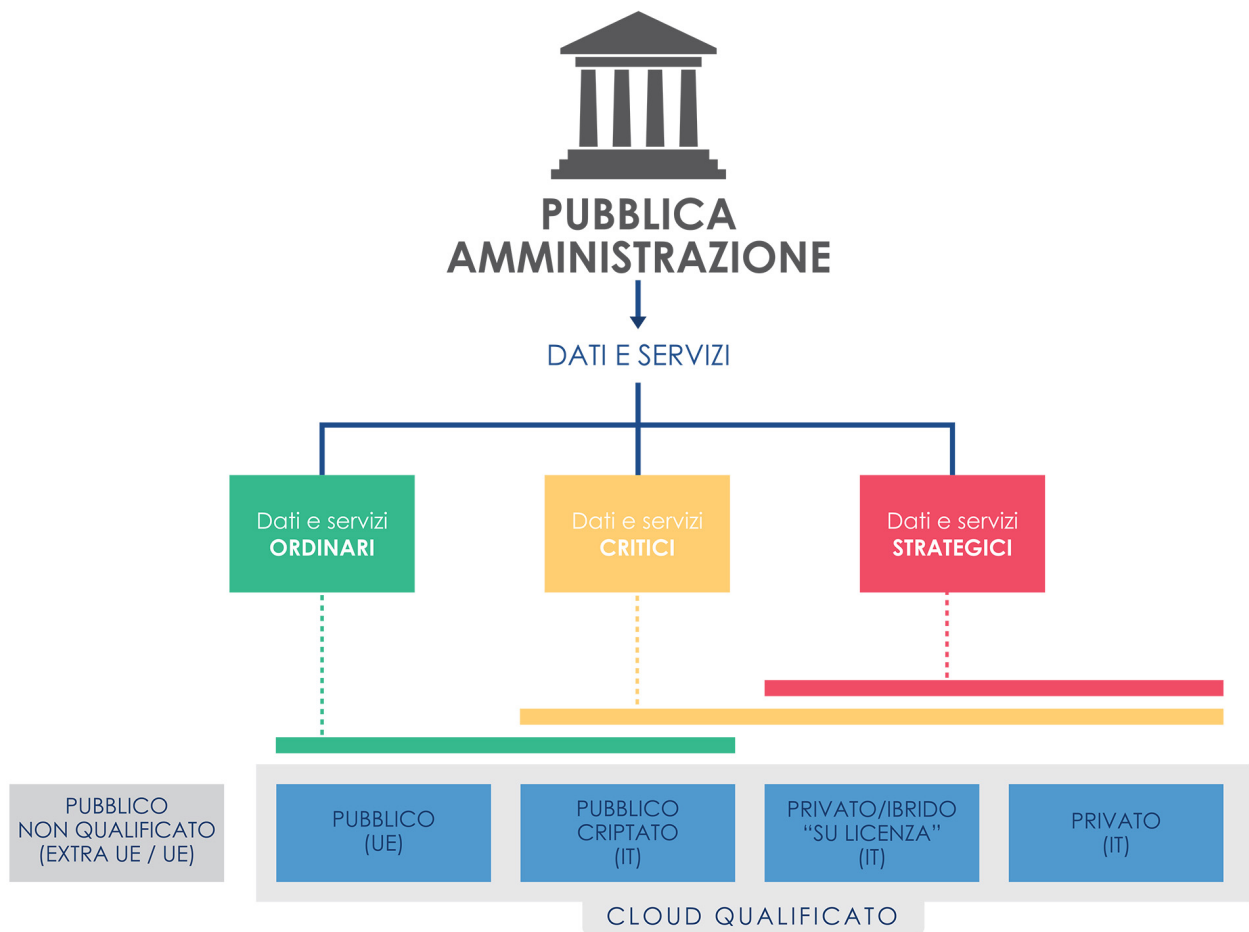 PUBBLICA
AMMINISTRAZIONE
DATI E SERVIZI
Dati e servizi
ORDINARI
Dati e servizi
CRITICI
Dati e servizi
STRATEGICI
PUBBLICO
NON QUALIFICATO
(EXTRA UE / UE)
PUBBLICO
(UE)
PUBBLICO
CRIPTATO
(IT)
PRIVATO/IBRIDO
“SU LICENZA”
(IT)
PRIVATO
(IT)
CLOUD QUALIFICATO